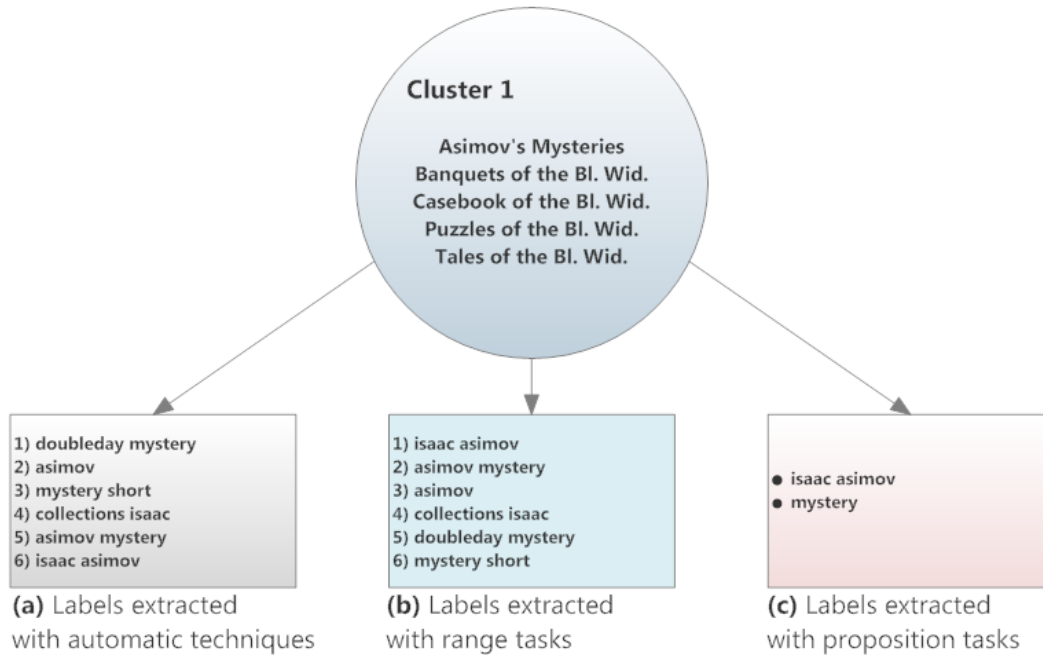 Cluster 1
Asimov's Mysteries
Banquets of the Bl. Wid.
Casebook of the Bl. Wid.
Puzzles of the Bl. Wid.
Tales of the Bl. Wid.
1) doubleday mystery
2) asimov
3) mystery short
4) collections isaac
5) asimov mystery
6) isaac asimov
(a) Labels extracted
with automatic techniques
1) isaac asimov
2) asimov mystery
3) asimov
4) collections isaac
5) doubleday mystery
6) mystery short
(b) Labels extracted
with range tasks
● isaac asimov
● mystery
(c) Labels extracted
with proposition tasks